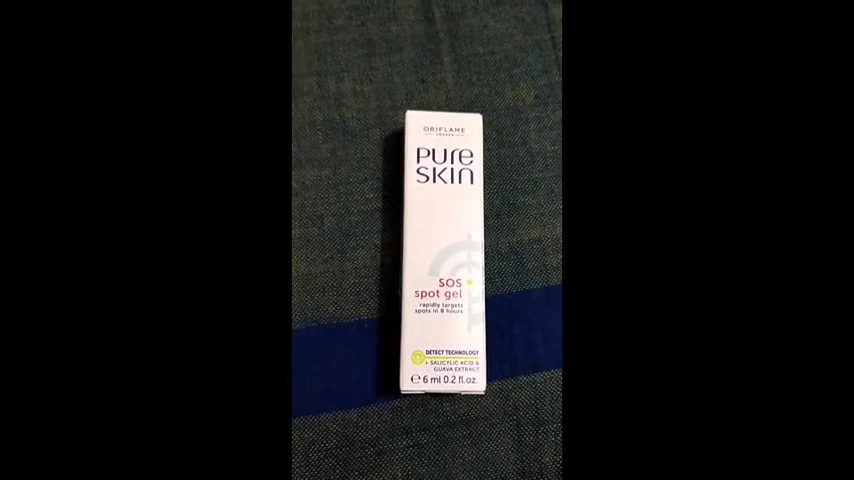 ORIFLAME
SWEDEN
PURE
SKIN
SOS
spot gel
rapidly targets
spots in 8 hours
DETECT TECHNOLOGY
+ SALICYLIC ACID &
GUAVA EXTRACT
℮ 6 ml 0.2 fl.oz.